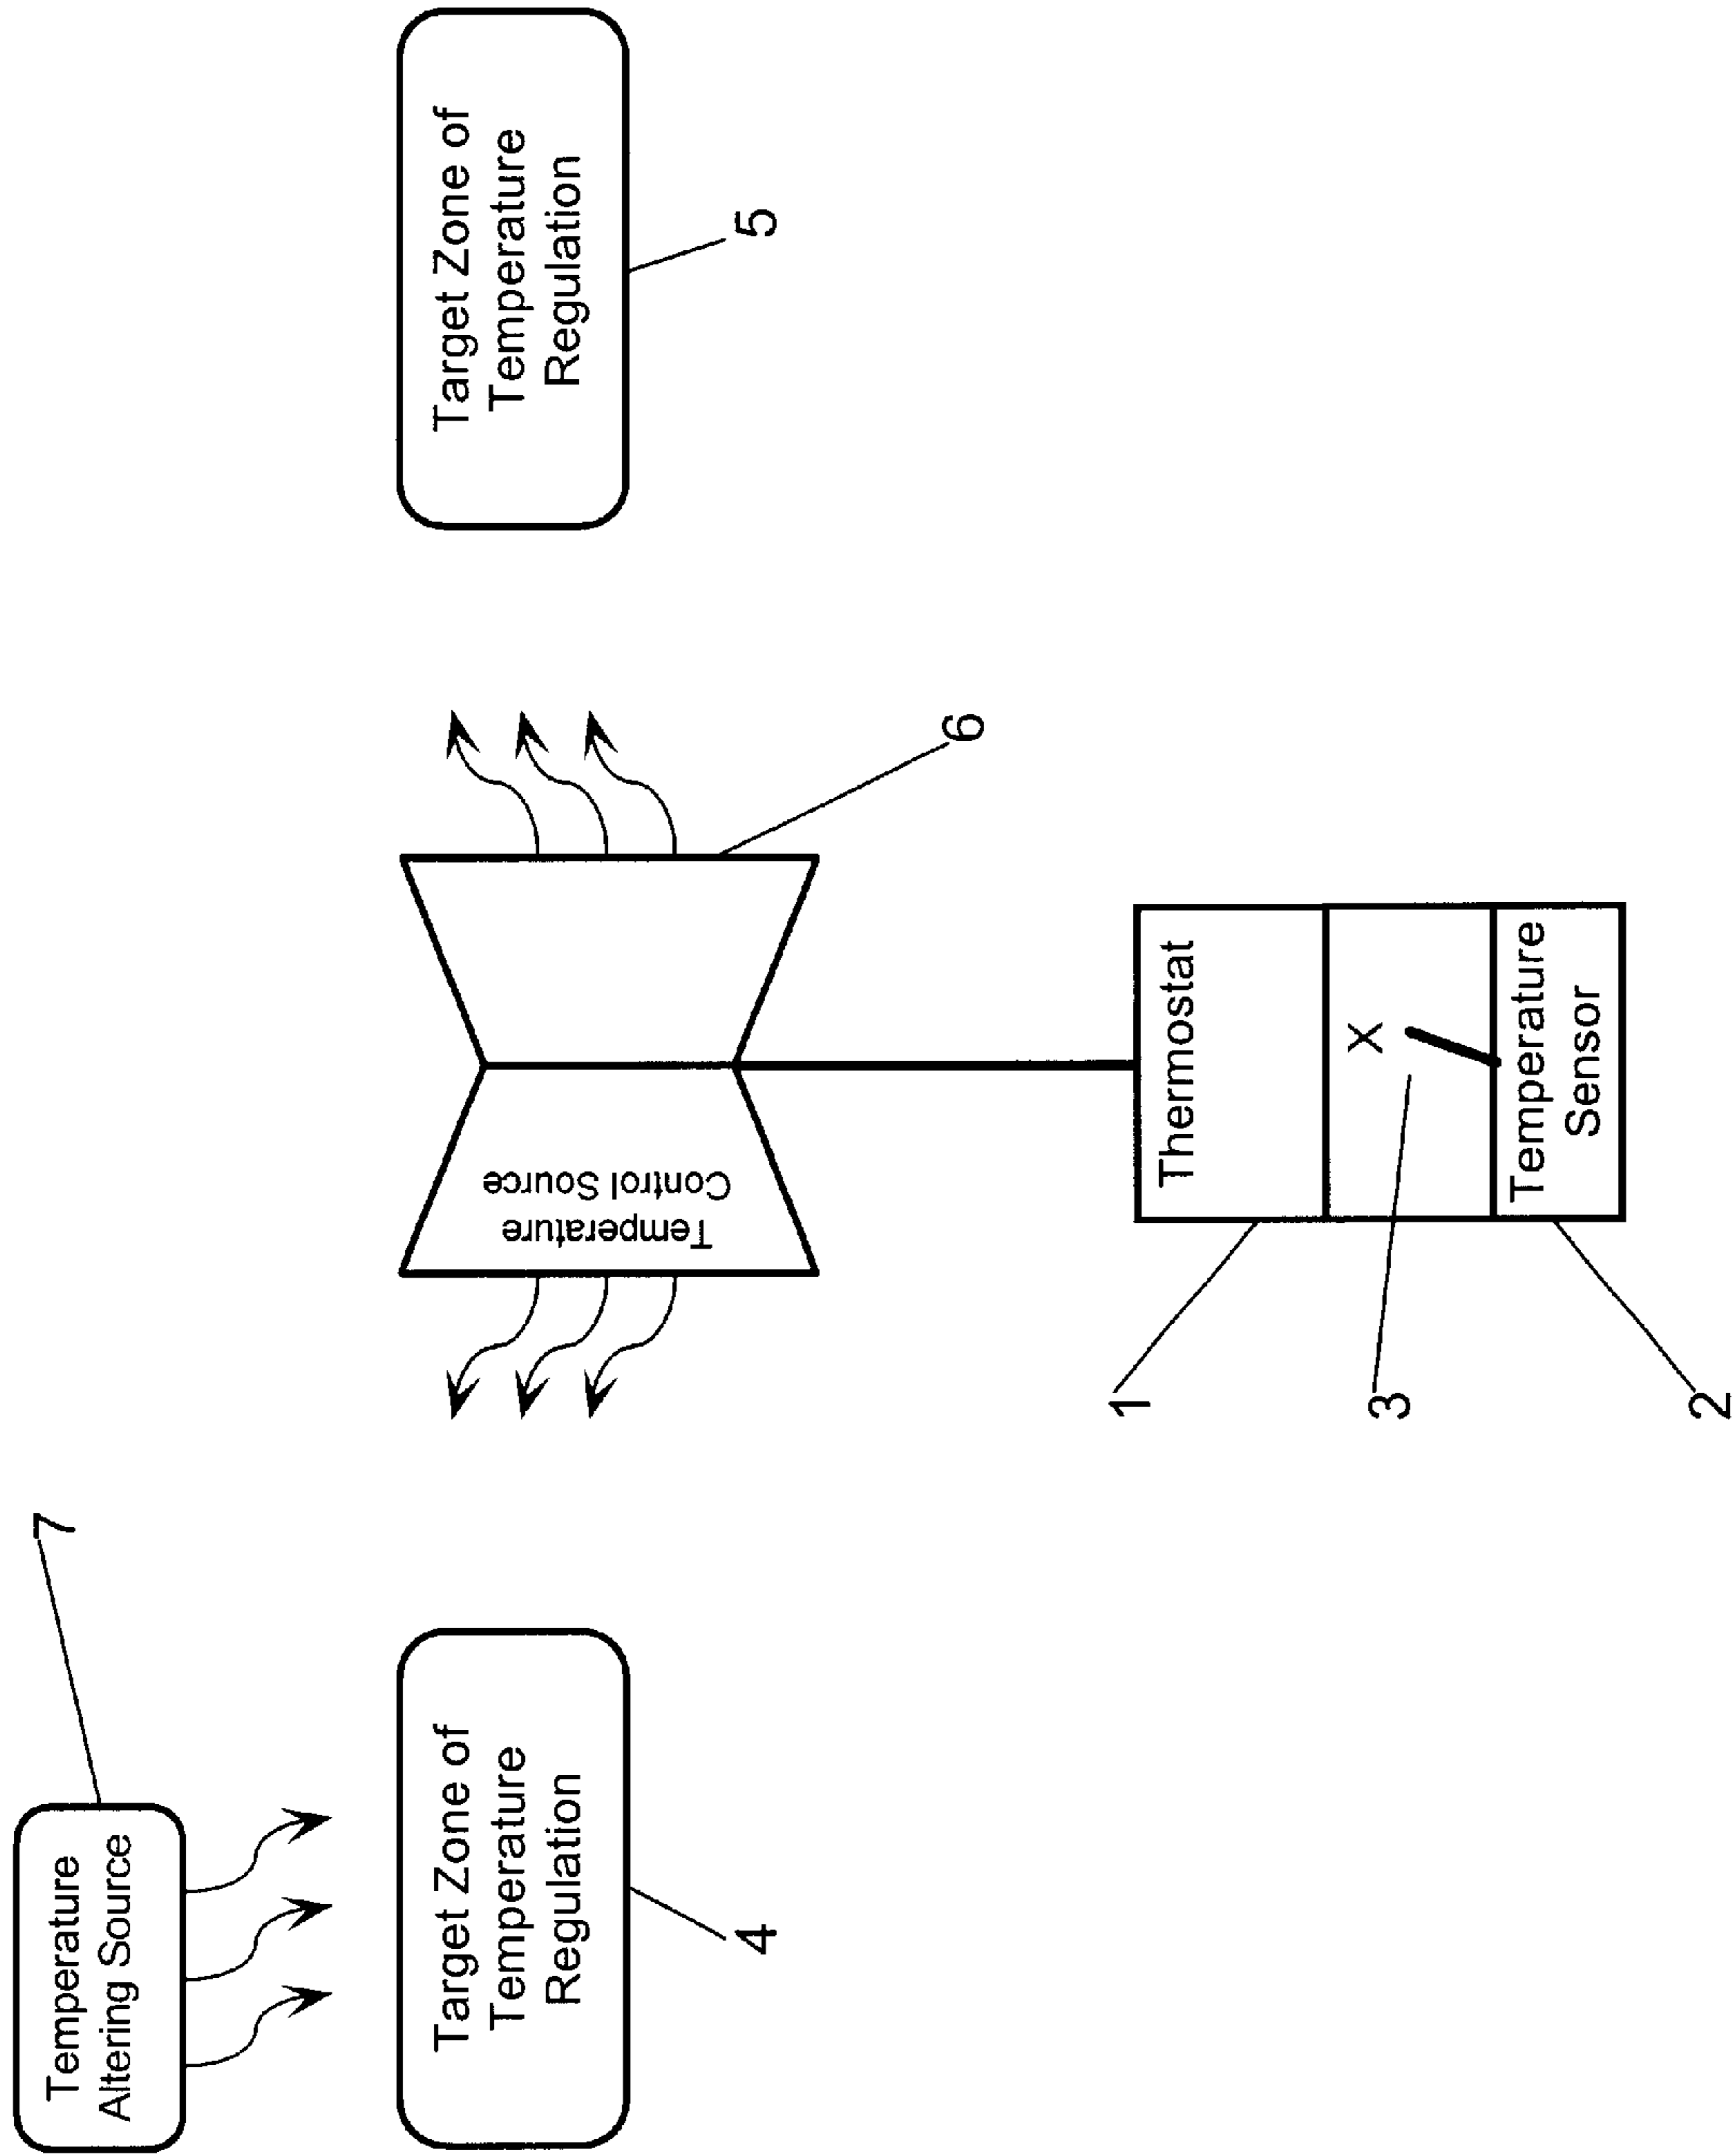 7
Temperature
Altering Source
Target Zone of
Temperature
Regulation
4
Temperature
Control Source
6
Target Zone of
Temperature
Regulation
5
Thermostat
1
X
3
Temperature
Sensor
2